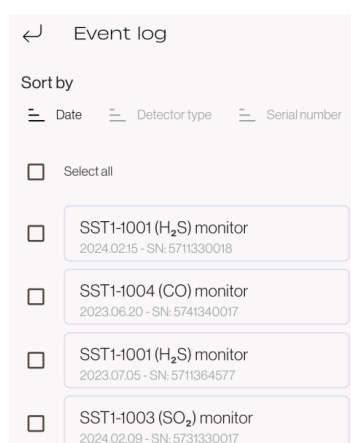 Event log
Sort by
Date Detector type Serial number
Select all
SST1-1001 (H₂S) monitor
2024.02.15 - SN: 5711330018
SST1-1004 (CO) monitor
2023.06.20 - SN: 5741340017
SST1-1001 (H₂S) monitor
2023.07.05 - SN: 5711364577
SST1-1003 (SO₂) monitor
2024.02.09 - SN: 5731330017